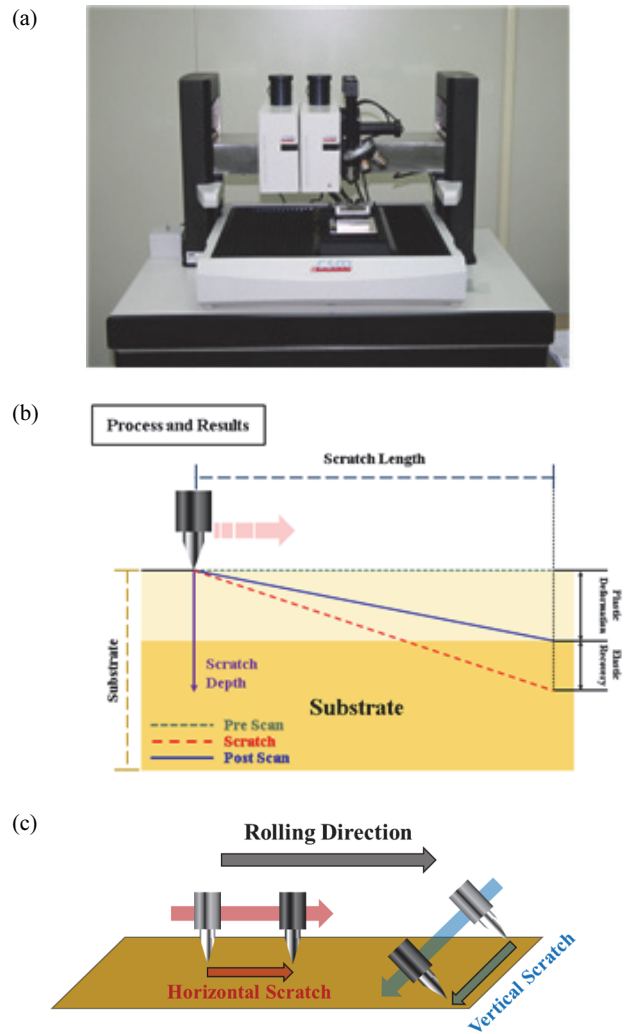 (a)
csm
(b)
Process and Results
Scratch Length
Plastic
Deformation
Elastic
Recovery
Substrate
Scratch
Depth
Substrate
Pre Scan
Scratch
Post Scan
(c)
Rolling Direction
Horizontal Scratch
Vertical Scratch